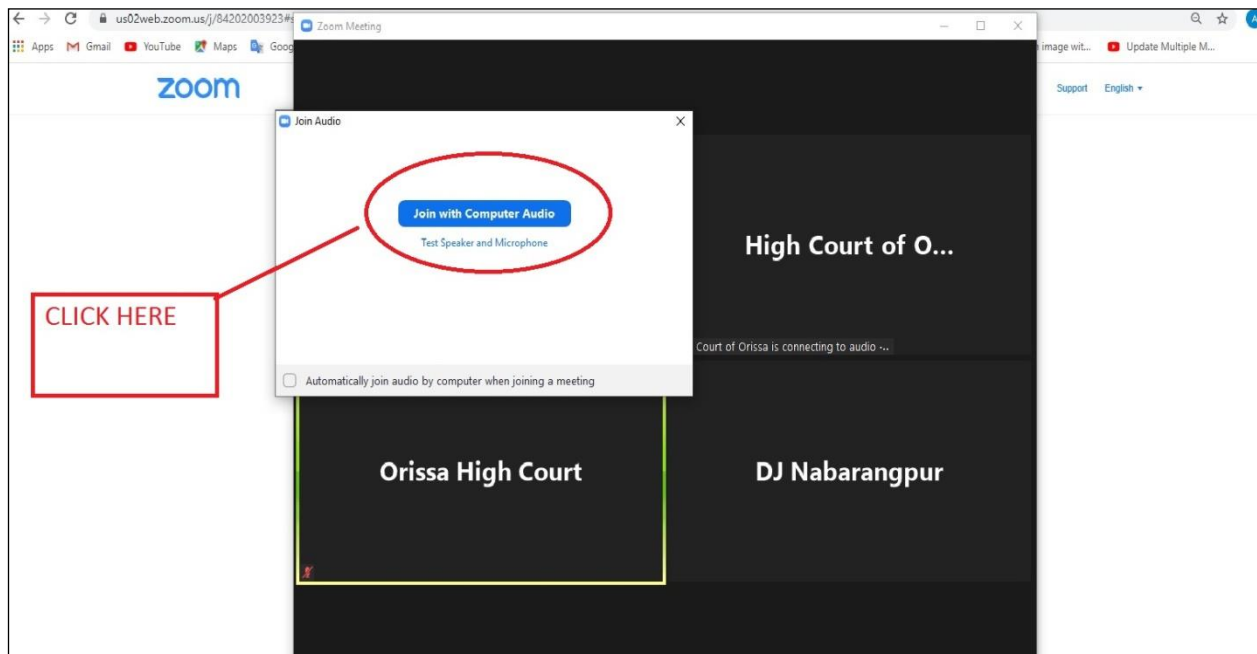 us02web.zoom.us/j/84202003923#s
Zoom Meeting
Apps Gmail YouTube Maps Goog
image wit... Update Multiple M...
zoom
Support English
Join Audio
Join with Computer Audio
Test Speaker and Microphone
High Court of O...
CLICK HERE
Court of Orissa is connecting to audio ·..
Automatically join audio by computer when joining a meeting
Orissa High Court
DJ Nabarangpur